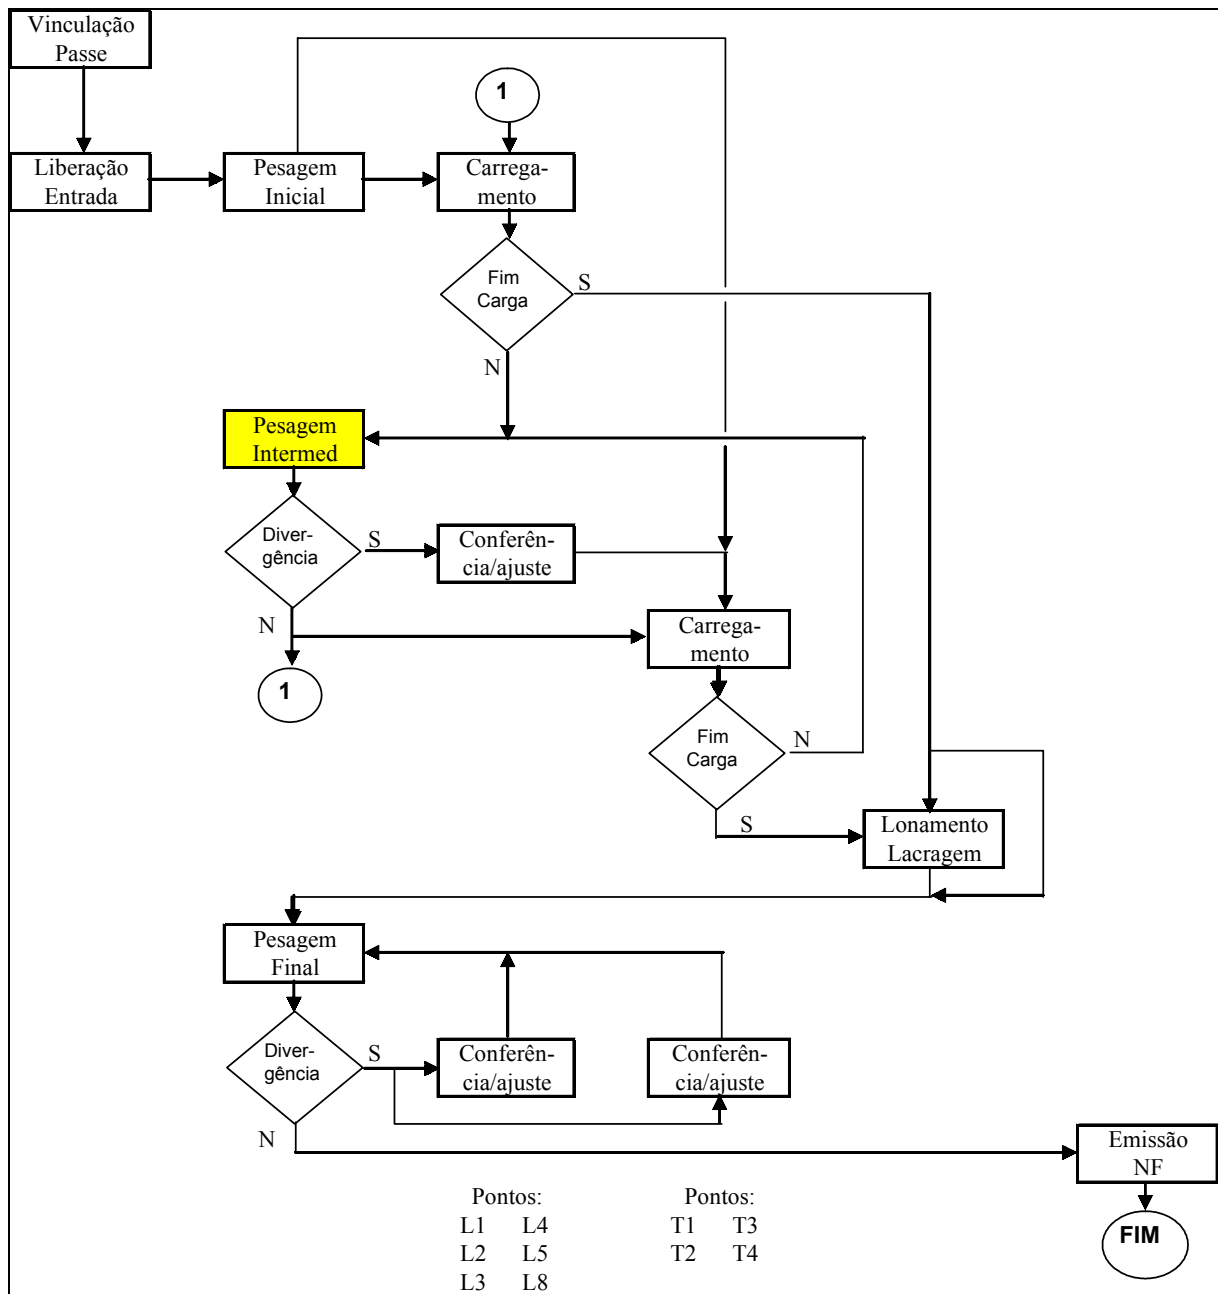 Vinculação
Passe
1
Liberação
Entrada
Pesagem
Inicial
Carrega-
mento
Fim
Carga
S
N
Pesagem
Intermed
Diver-
gência
S
Conferên-
cia/ajuste
N
Carrega-
mento
1
Fim
Carga
N
S
Lonamento
Lacragem
Pesagem
Final
Diver-
gência
S
Conferên-
cia/ajuste
Conferên-
cia/ajuste
N
Emissão
NF
FIM
Pontos:
L1 L4
L2 L5
L3 L8
Pontos:
T1 T3
T2 T4